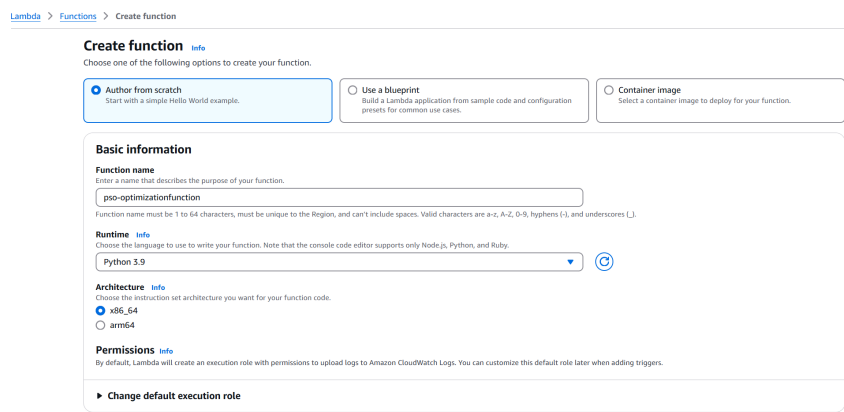 Lambda > Functions > Create function
Create function Info
Choose one of the following options to create your function.
Author from scratch
Start with a simple Hello World example.
Use a blueprint
Build a Lambda application from sample code and configuration
presets for common use cases.
Container image
Select a container image to deploy for your function.
Basic information
Function name
Enter a name that describes the purpose of your function.
pso-optimizationfunction
Function name must be 1 to 64 characters, must be unique to the Region, and can't include spaces. Valid characters are a-z, A-Z, 0-9, hyphens (-), and underscores (_).
Runtime Info
Choose the language to use to write your function. Note that the console code editor supports only Node.js, Python, and Ruby.
Python 3.9
Architecture Info
Choose the instruction set architecture you want for your function code.
x86_64
arm64
Permissions Info
By default, Lambda will create an execution role with permissions to upload logs to Amazon CloudWatch Logs. You can customize this default role later when adding triggers.
Change default execution role